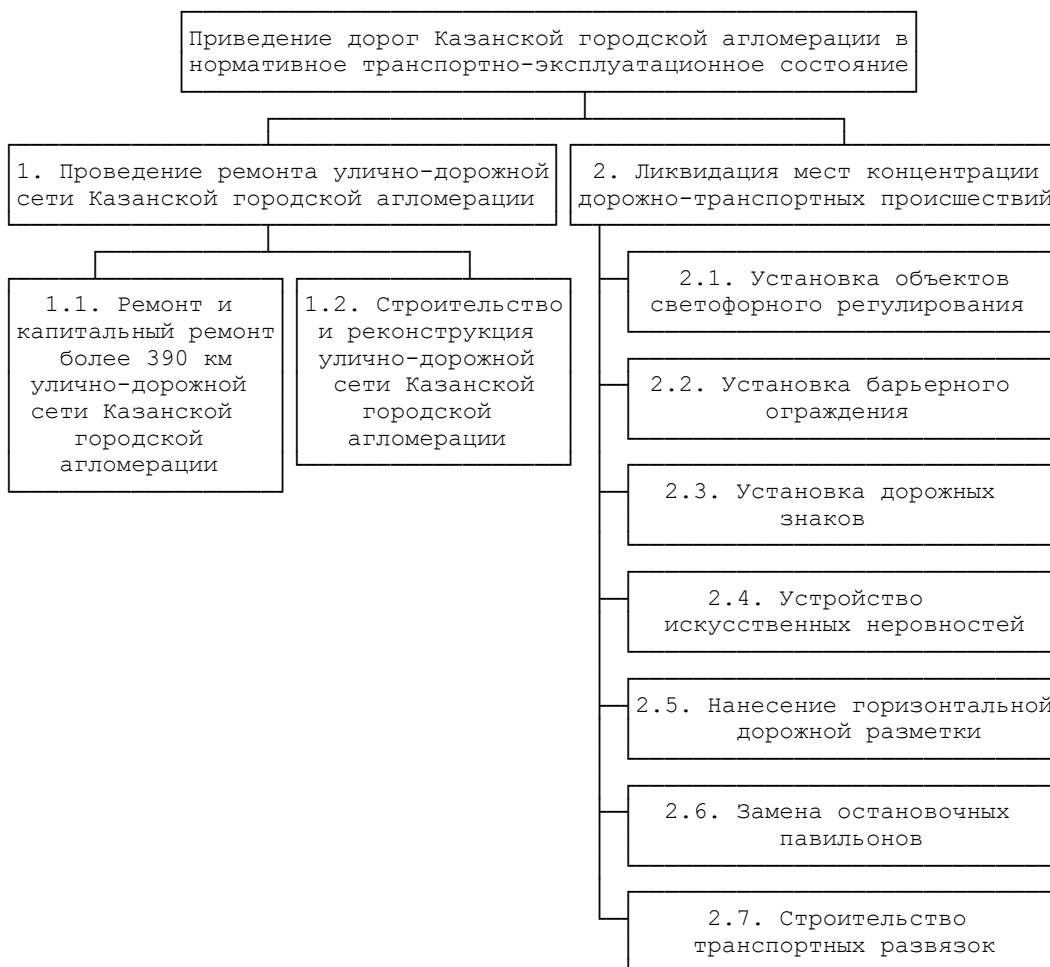 Приведение дорог Казанской городской агломерации в
нормативное транспортно-эксплуатационное состояние
1. Проведение ремонта улично-дорожной
сети Казанской городской агломерации
2. Ликвидация мест концентрации
дорожно-транспортных происшествий
1.1. Ремонт и
капитальный ремонт
более 390 км
улично-дорожной
сети Казанской
городской
агломерации
1.2. Строительство
и реконструкция
улично-дорожной
сети Казанской
городской
агломерации
2.1. Установка объектов
светофорного регулирования
2.2. Установка барьерного
ограждения
2.3. Установка дорожных
знаков
2.4. Устройство
искусственных неровностей
2.5. Нанесение горизонтальной
дорожной разметки
2.6. Замена остановочных
павильонов
2.7. Строительство
транспортных развязок